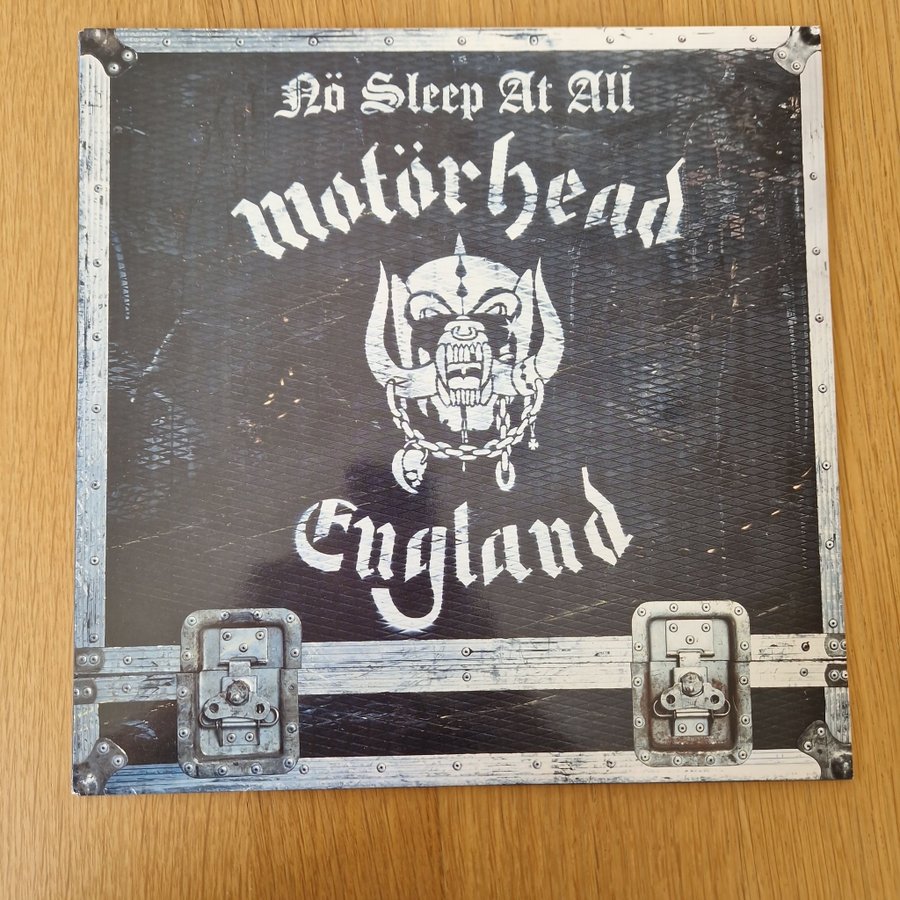 Nö Sleep At All
motörhead
England